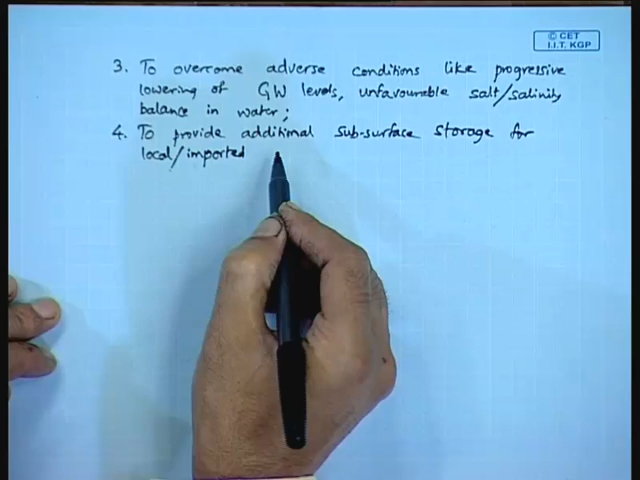 © CET
I.I.T. KGP
3. To overcome adverse conditions like progressive
lowering of GW levels, unfavourable salt/salinity
balance in water;
4. To provide additional sub-surface storage for
local/imported